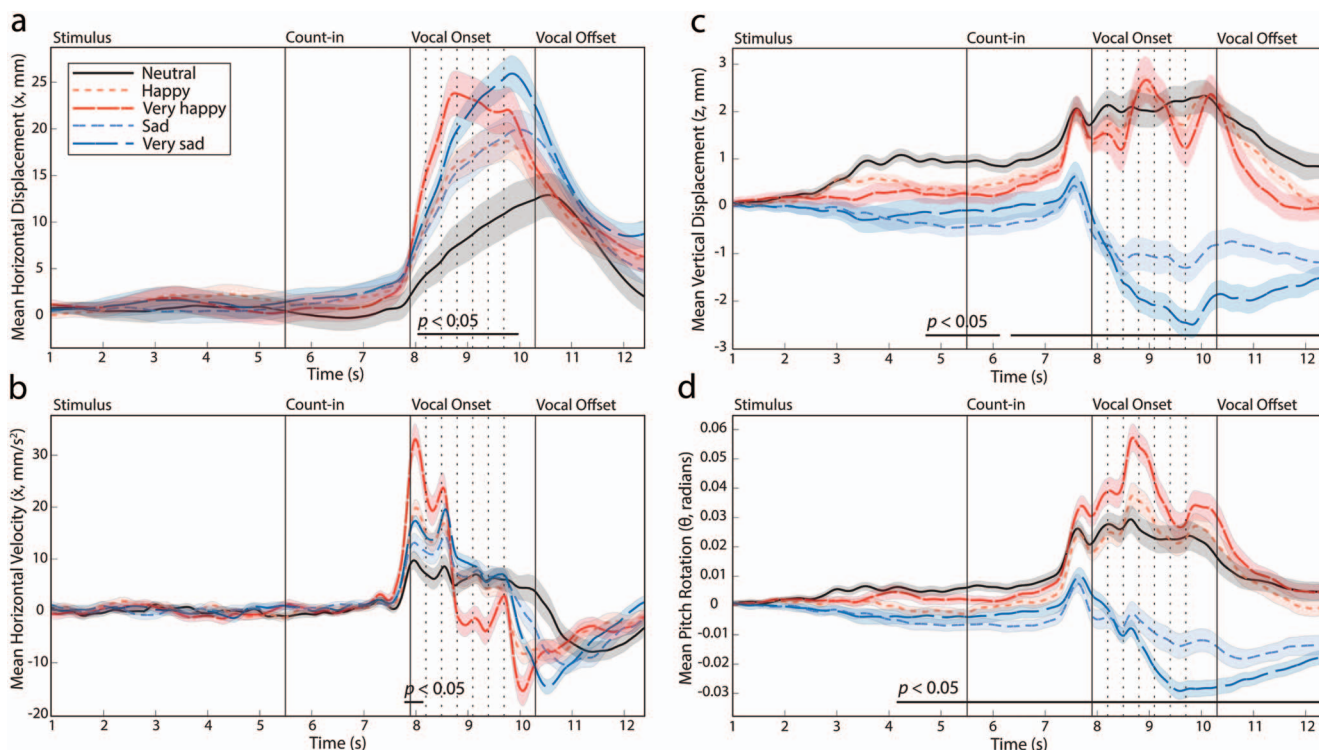 a
Stimulus Count-in Vocal Onset Vocal Offset
Mean Horizontal Displacement (x, mm)
25
20
15
10
5
0
Neutral
Happy
Very happy
Sad
Very sad
p < 0.05
1 2 3 4 5 6 7 8 9 10 11 12
Time (s)
b
Stimulus Count-in Vocal Onset Vocal Offset
Mean Horizontal Velocity (ẋ, mm/s²)
30
20
10
0
-10
-20
p < 0.05
1 2 3 4 5 6 7 8 9 10 11 12
Time (s)
c
Stimulus Count-in Vocal Onset Vocal Offset
Mean Vertical Displacement (z, mm)
3
2
1
0
-1
-2
-3
p < 0.05
1 2 3 4 5 6 7 8 9 10 11 12
Time (s)
d
Stimulus Count-in Vocal Onset Vocal Offset
Mean Pitch Rotation (θ, radians)
0.06
0.05
0.04
0.03
0.02
0.01
0
-0.01
-0.02
-0.03
p < 0.05
1 2 3 4 5 6 7 8 9 10 11 12
Time (s)